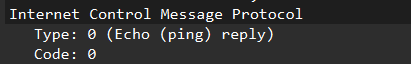 Internet Control Message Protocol
Type: 0 (Echo (ping) reply)
Code: 0